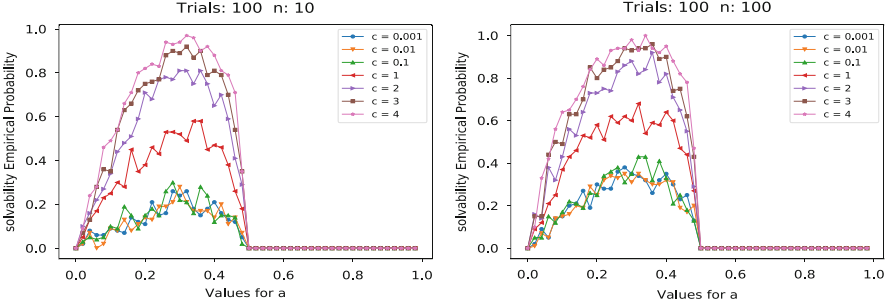 Trials: 100  n: 10
solvability Empirical Probability
1.0
0.8
0.6
0.4
0.2
0.0
0.0 0.2 0.4 0.6 0.8 1.0
Values for a
c = 0.001
c = 0.01
c = 0.1
c = 1
c = 2
c = 3
c = 4
Trials: 100  n: 100
solvability Empirical Probability
1.0
0.8
0.6
0.4
0.2
0.0
0.0 0.2 0.4 0.6 0.8 1.0
Values for a
c = 0.001
c = 0.01
c = 0.1
c = 1
c = 2
c = 3
c = 4